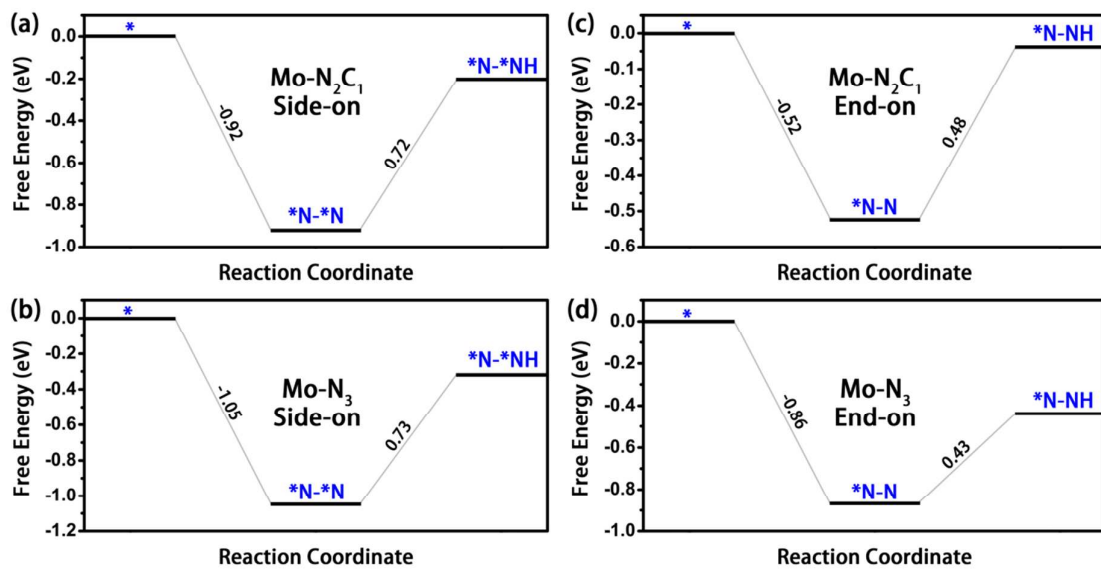 (a)
Free Energy (eV)
0.0
-0.2
-0.4
-0.6
-0.8
-1.0
*
Mo-N₂C₁
Side-on
-0.92
0.72
*N-*N
*N-*NH
Reaction Coordinate
(c)
Free Energy (eV)
0.0
-0.1
-0.2
-0.3
-0.4
-0.5
-0.6
*
Mo-N₂C₁
End-on
-0.52
0.48
*N-N
*N-NH
Reaction Coordinate
(b)
Free Energy (eV)
0.0
-0.2
-0.4
-0.6
-0.8
-1.0
-1.2
*
Mo-N₃
Side-on
-1.05
0.73
*N-*N
*N-*NH
Reaction Coordinate
(d)
Free Energy (eV)
0.0
-0.2
-0.4
-0.6
-0.8
-1.0
*
Mo-N₃
End-on
-0.86
0.43
*N-N
*N-NH
Reaction Coordinate